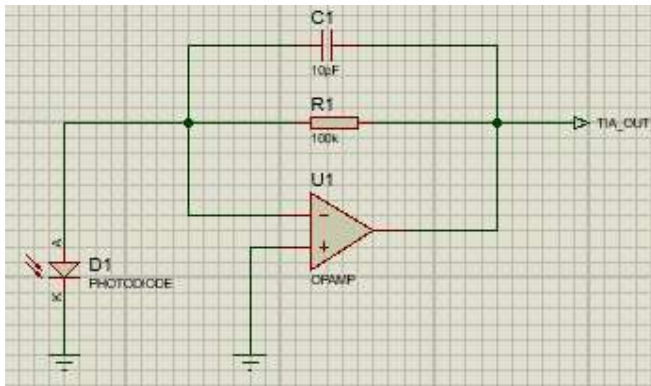 C1
10pF
R1
100k
TIA_OUT
U1
−
+
OPAMP
A
D1
PHOTODIODE
K